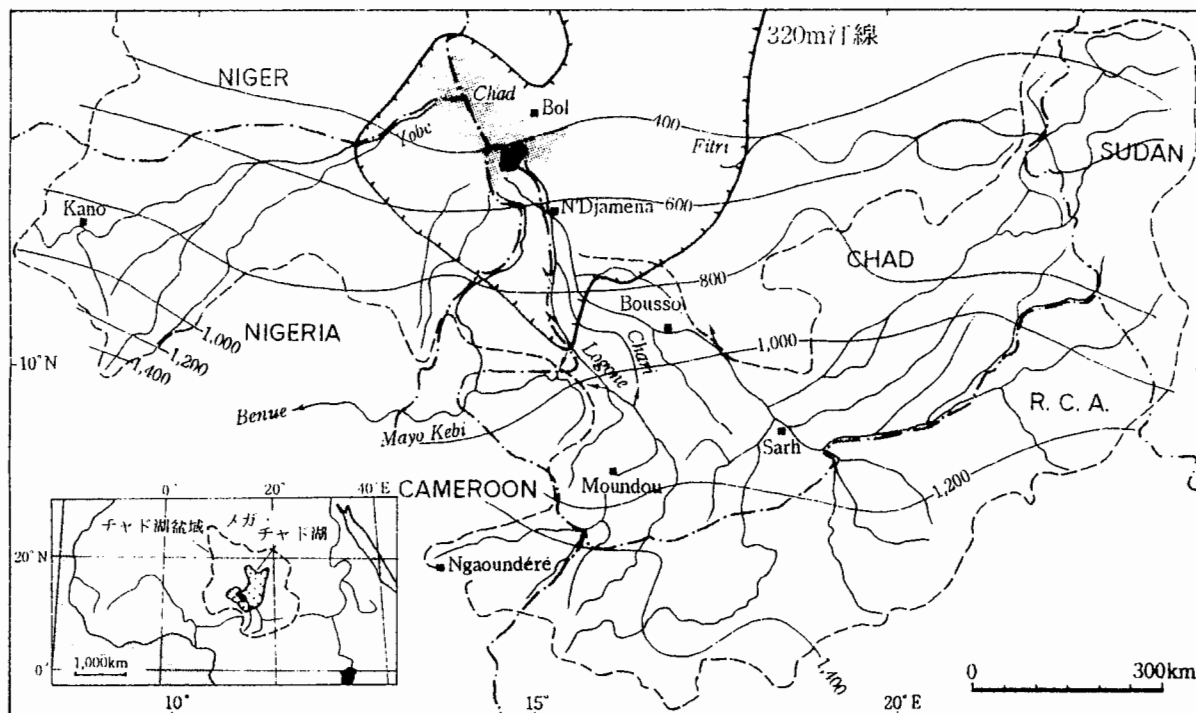 320m汀線
NIGER
Chad
Bol
Yobe
400
Fitri
SUDAN
Kano
600
N'Djamena
CHAD
800
Bousso
NIGERIA
1,000
1,200
1,400
10°N
Logone
Chari
1,000
R. C. A.
Benue
Mayo Kebi
Sarh
CAMEROON
Moundou
1,200
Ngaoundéré
1,400
0°
20°
40°E
チャド湖盆域
メガ・
チャド湖
20°N
1,000km
0°
0
300km
10°
15°
20°E